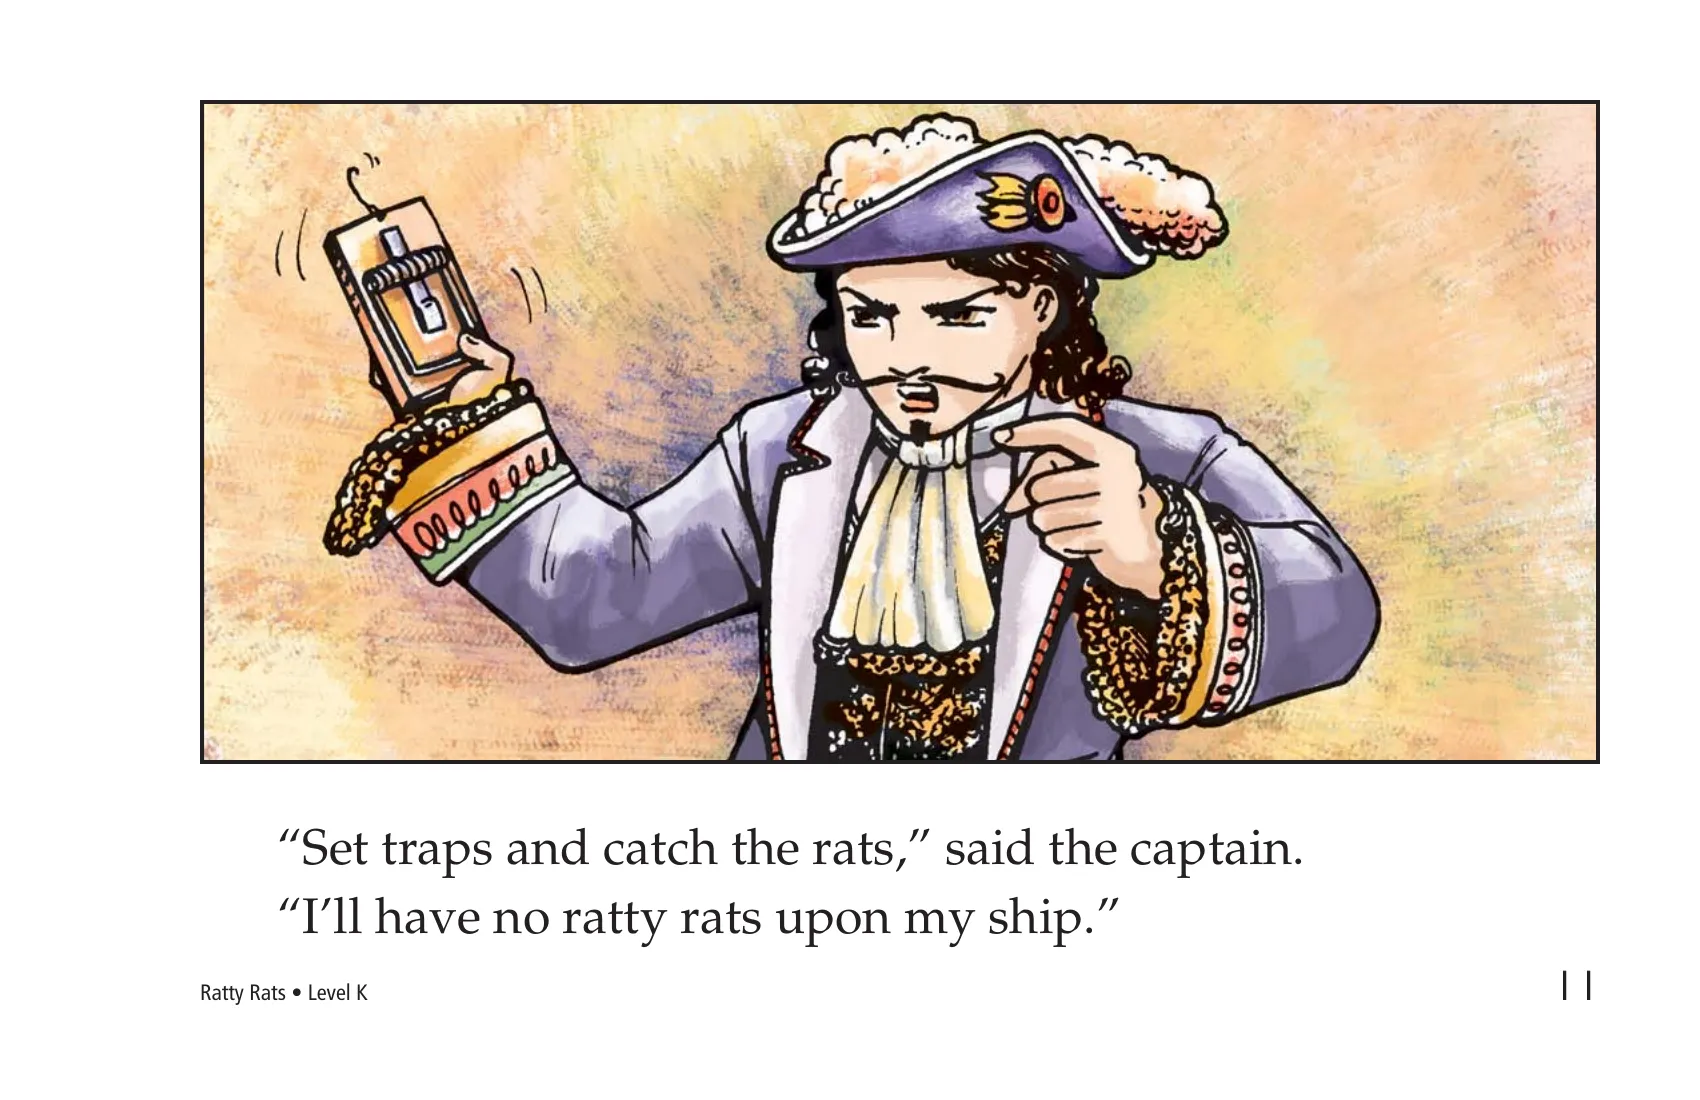 “Set traps and catch the rats,” said the captain.
“I’ll have no ratty rats upon my ship.”
Ratty Rats • Level K
11